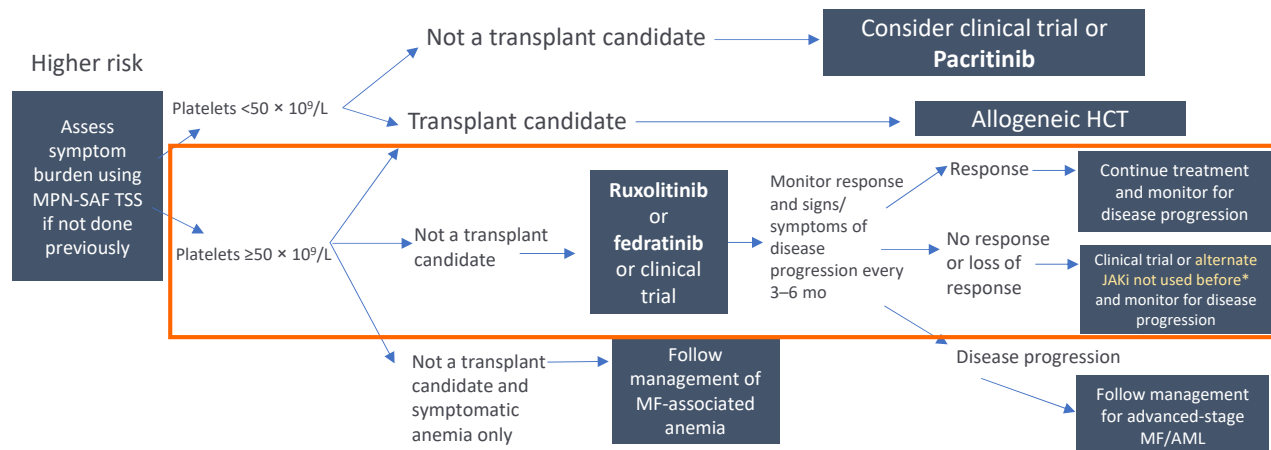 Higher risk
Assess
symptom
burden using
MPN-SAF TSS
if not done
previously
Platelets <50 × 10⁹/L
Not a transplant candidate
Consider clinical trial or
Pacritinib
Transplant candidate
Allogeneic HCT
Platelets ≥50 × 10⁹/L
Not a transplant
candidate
Ruxolitinib
or
fedratinib
or clinical
trial
Monitor response
and signs/
symptoms of
disease
progression every
3–6 mo
Response
Continue treatment
and monitor for
disease progression
No response
or loss of
response
Clinical trial or alternate
JAKi not used before*
and monitor for disease
progression
Not a transplant
candidate and
symptomatic
anemia only
Follow
management of
MF-associated
anemia
Disease progression
Follow management
for advanced-stage
MF/AML